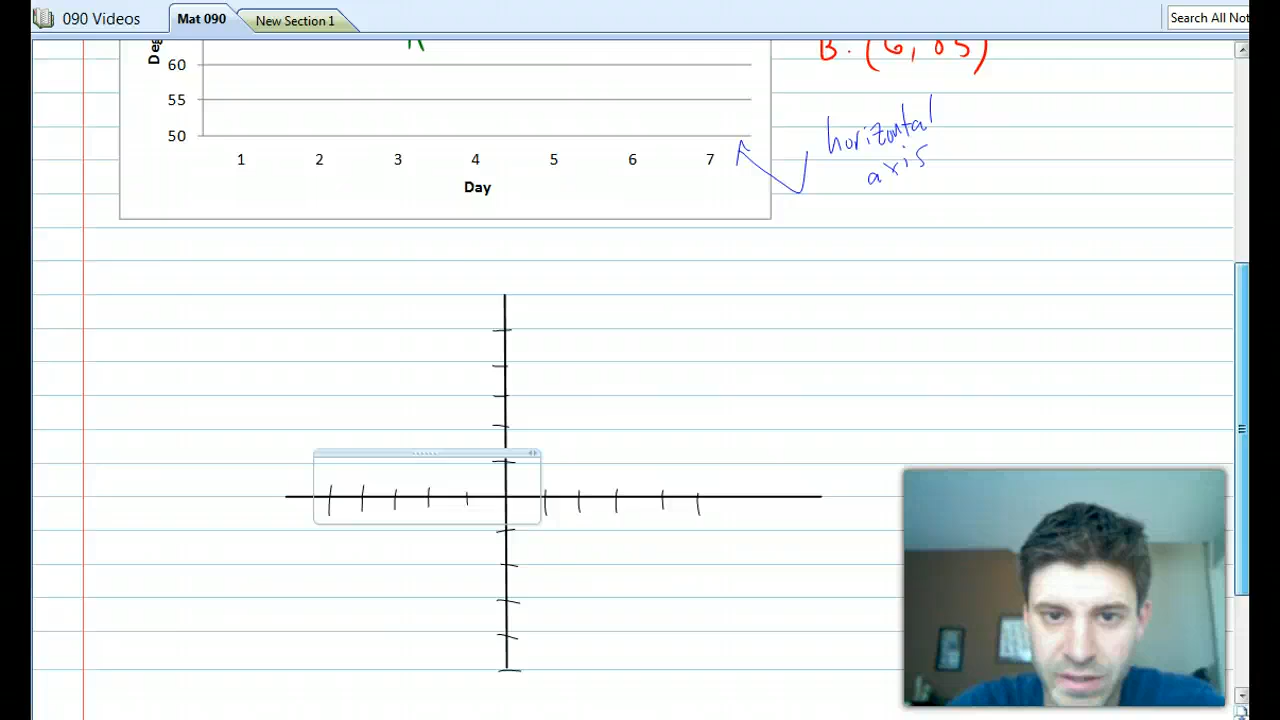 090 Videos
Mat 090
New Section 1
Search All Not
60
55
50
1 2 3 4 5 6 7
Day
horizontal
axis